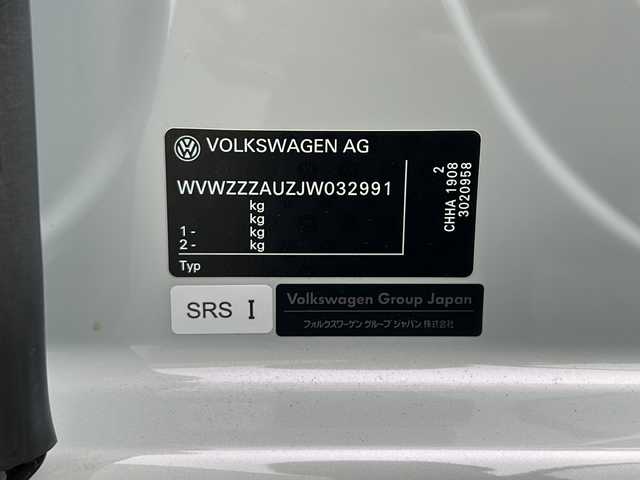 VOLKSWAGEN AG
WVWZZZAUZJW032991
kg
kg
1 - kg
2 - kg
Typ
2
CHHA 1908
3020958
SRS I
Volkswagen Group Japan
フォルクスワーゲン グループ ジャパン 株式会社